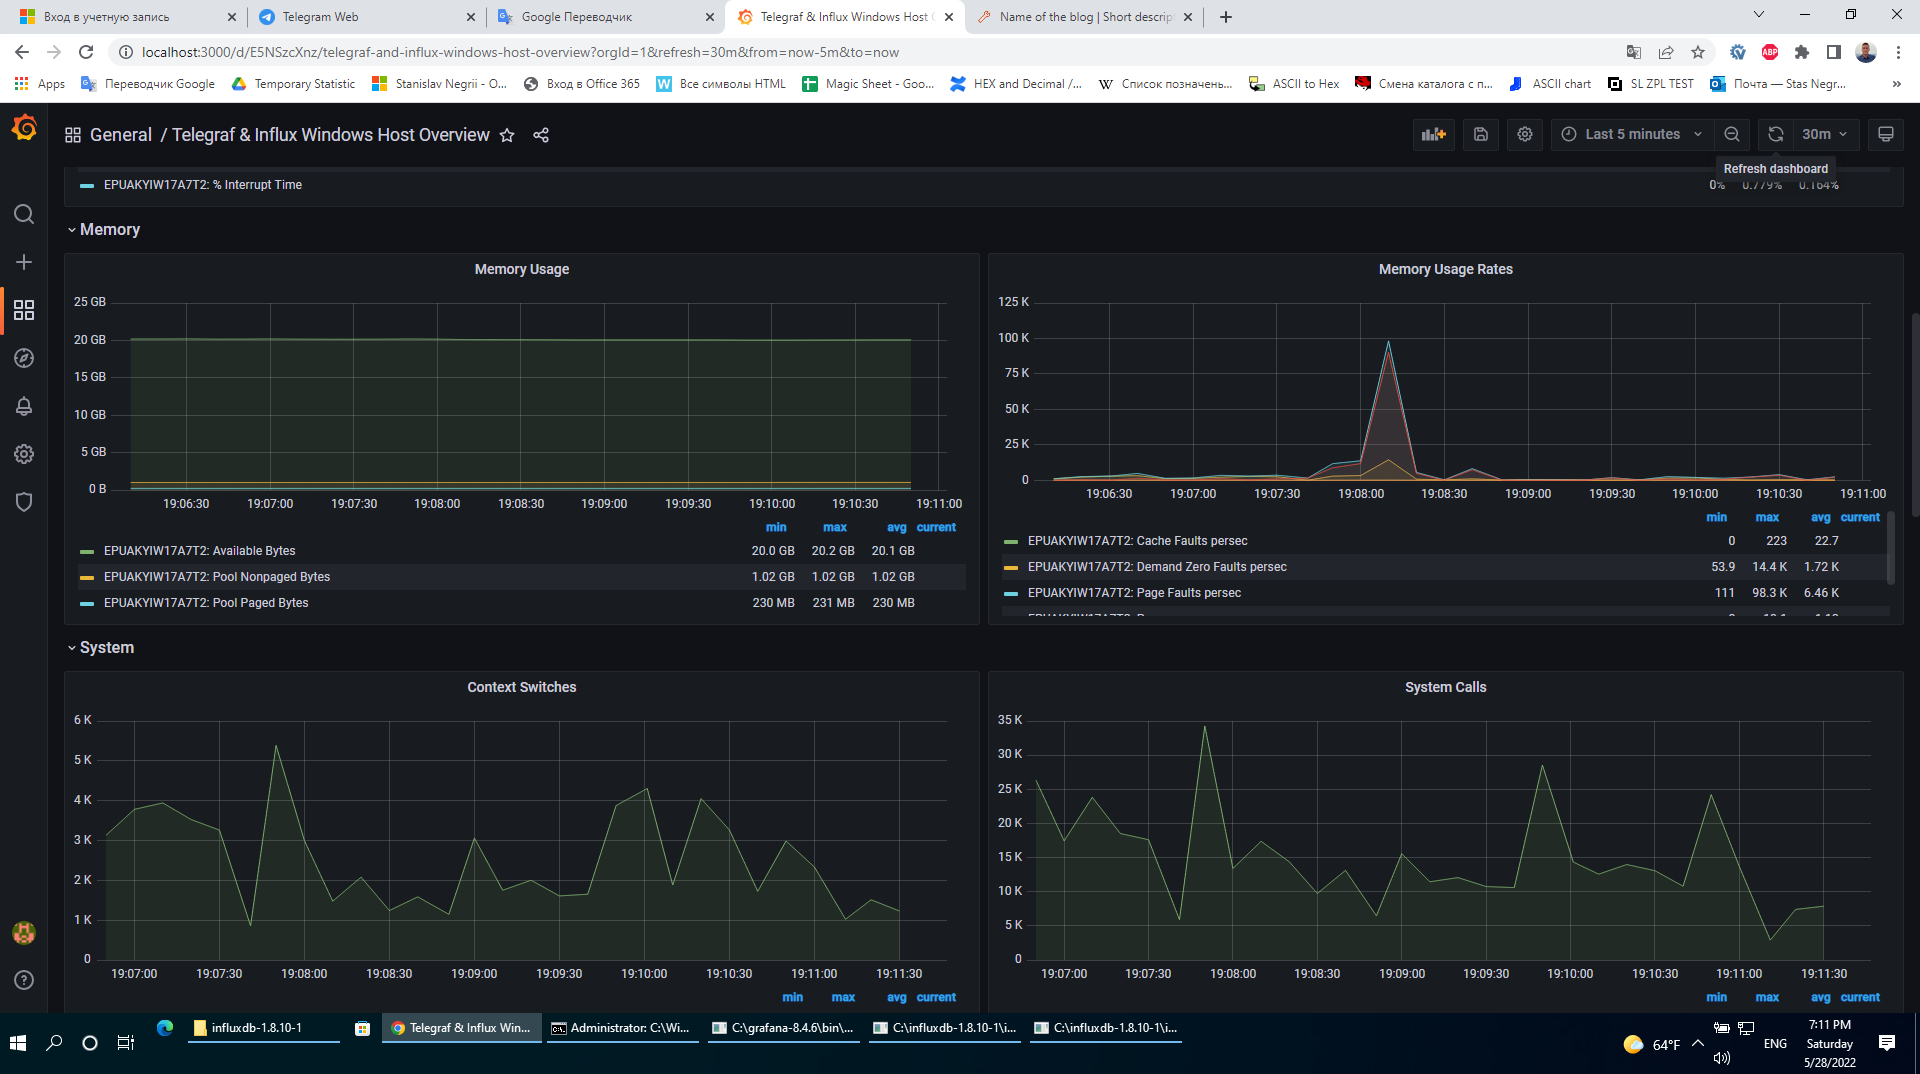 Вход в учетную запись
Telegram Web
Google Переводчик
Telegraf & Influx Windows Host
Name of the blog | Short descrip
localhost:3000/d/E5NSzcXnz/telegraf-and-influx-windows-host-overview?orgId=1&refresh=30m&from=now-5m&to=now
ABP
Apps
Переводчик Google
Temporary Statistic
Stanislav Negrii - O...
Вход в Office 365
Все символы HTML
Magic Sheet - Goo...
HEX and Decimal /...
Список позначень...
ASCII to Hex
Смена каталога с п...
ASCII chart
SL ZPL TEST
Почта — Stas Negr...
»
General / Telegraf & Influx Windows Host Overview
Last 5 minutes
30m
Refresh dashboard
EPUAKYIW17A7T2: % Interrupt Time
0% 0.779% 0.164%
Memory
Memory Usage
25 GB
20 GB
15 GB
10 GB
5 GB
0 B
19:06:30 19:07:00 19:07:30 19:08:00 19:08:30 19:09:00 19:09:30 19:10:00 19:10:30 19:11:00
min max avg current
EPUAKYIW17A7T2: Available Bytes 20.0 GB 20.2 GB 20.1 GB
EPUAKYIW17A7T2: Pool Nonpaged Bytes 1.02 GB 1.02 GB 1.02 GB
EPUAKYIW17A7T2: Pool Paged Bytes 230 MB 231 MB 230 MB
Memory Usage Rates
125 K
100 K
75 K
50 K
25 K
0
19:06:30 19:07:00 19:07:30 19:08:00 19:08:30 19:09:00 19:09:30 19:10:00 19:10:30 19:11:00
min max avg current
EPUAKYIW17A7T2: Cache Faults persec 0 223 22.7
EPUAKYIW17A7T2: Demand Zero Faults persec 53.9 14.4 K 1.72 K
EPUAKYIW17A7T2: Page Faults persec 111 98.3 K 6.46 K
System
Context Switches
6 K
5 K
4 K
3 K
2 K
1 K
0
19:07:00 19:07:30 19:08:00 19:08:30 19:09:00 19:09:30 19:10:00 19:10:30 19:11:00 19:11:30
min max avg current
System Calls
35 K
30 K
25 K
20 K
15 K
10 K
5 K
0
19:07:00 19:07:30 19:08:00 19:08:30 19:09:00 19:09:30 19:10:00 19:10:30 19:11:00 19:11:30
min max avg current
influxdb-1.8.10-1
Telegraf & Influx Win...
Administrator: C:\Wi...
C:\grafana-8.4.6\bin\...
C:\influxdb-1.8.10-1\i...
C:\influxdb-1.8.10-1\i...
64°F
ENG
7:11 PM
Saturday
5/28/2022